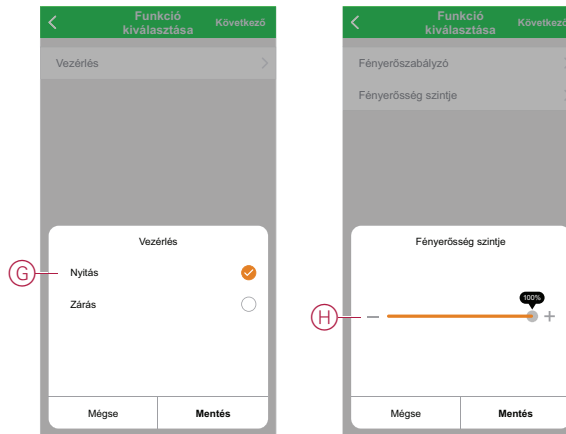 Funkció
kiválasztása
Következő
Vezérlés
Vezérlés
G
Nyitás
Zárás
Mégse
Mentés
Funkció
kiválasztása
Következő
Fényerőszabályzó
Fényerősség szintje
Fényerősség szintje
100%
H
Mégse
Mentés